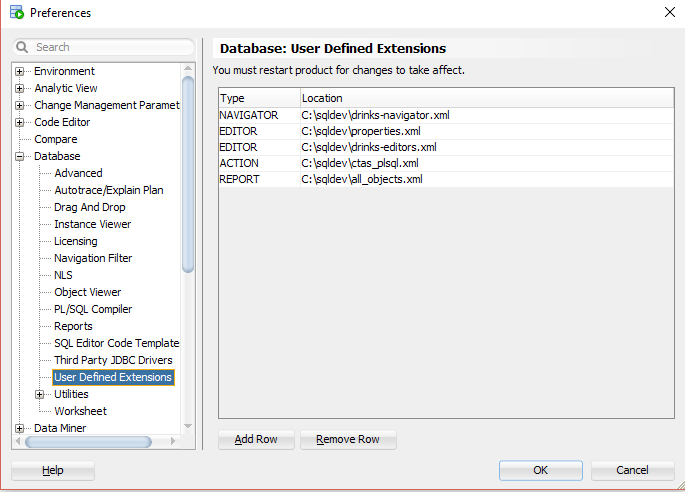 Preferences
Search
Environment
Analytic View
Change Management Paramet
Code Editor
Compare
Database
Advanced
Autotrace/Explain Plan
Drag And Drop
Instance Viewer
Licensing
Navigation Filter
NLS
Object Viewer
PL/SQL Compiler
Reports
SQL Editor Code Template
Third Party JDBC Drivers
User Defined Extensions
Utilities
Worksheet
Data Miner
Database: User Defined Extensions
You must restart product for changes to take affect.
Type Location
NAVIGATOR C:\sqldev\drinks-navigator.xml
EDITOR C:\sqldev\properties.xml
EDITOR C:\sqldev\drinks-editors.xml
ACTION C:\sqldev\ctas_plsql.xml
REPORT C:\sqldev\all_objects.xml
Add Row Remove Row
Help OK Cancel